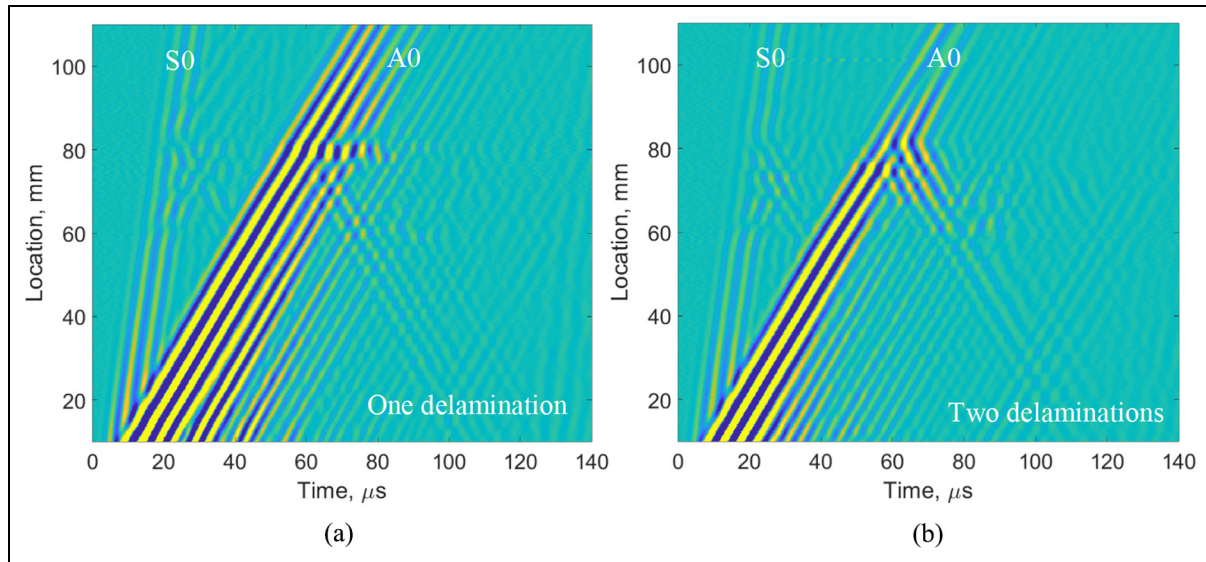 S0
A0
100
80
60
40
20
Location, mm
One delamination
0 20 40 60 80 100 120 140
Time, μs
(a)
S0
A0
100
80
60
40
20
Location, mm
Two delaminations
0 20 40 60 80 100 120 140
Time, μs
(b)